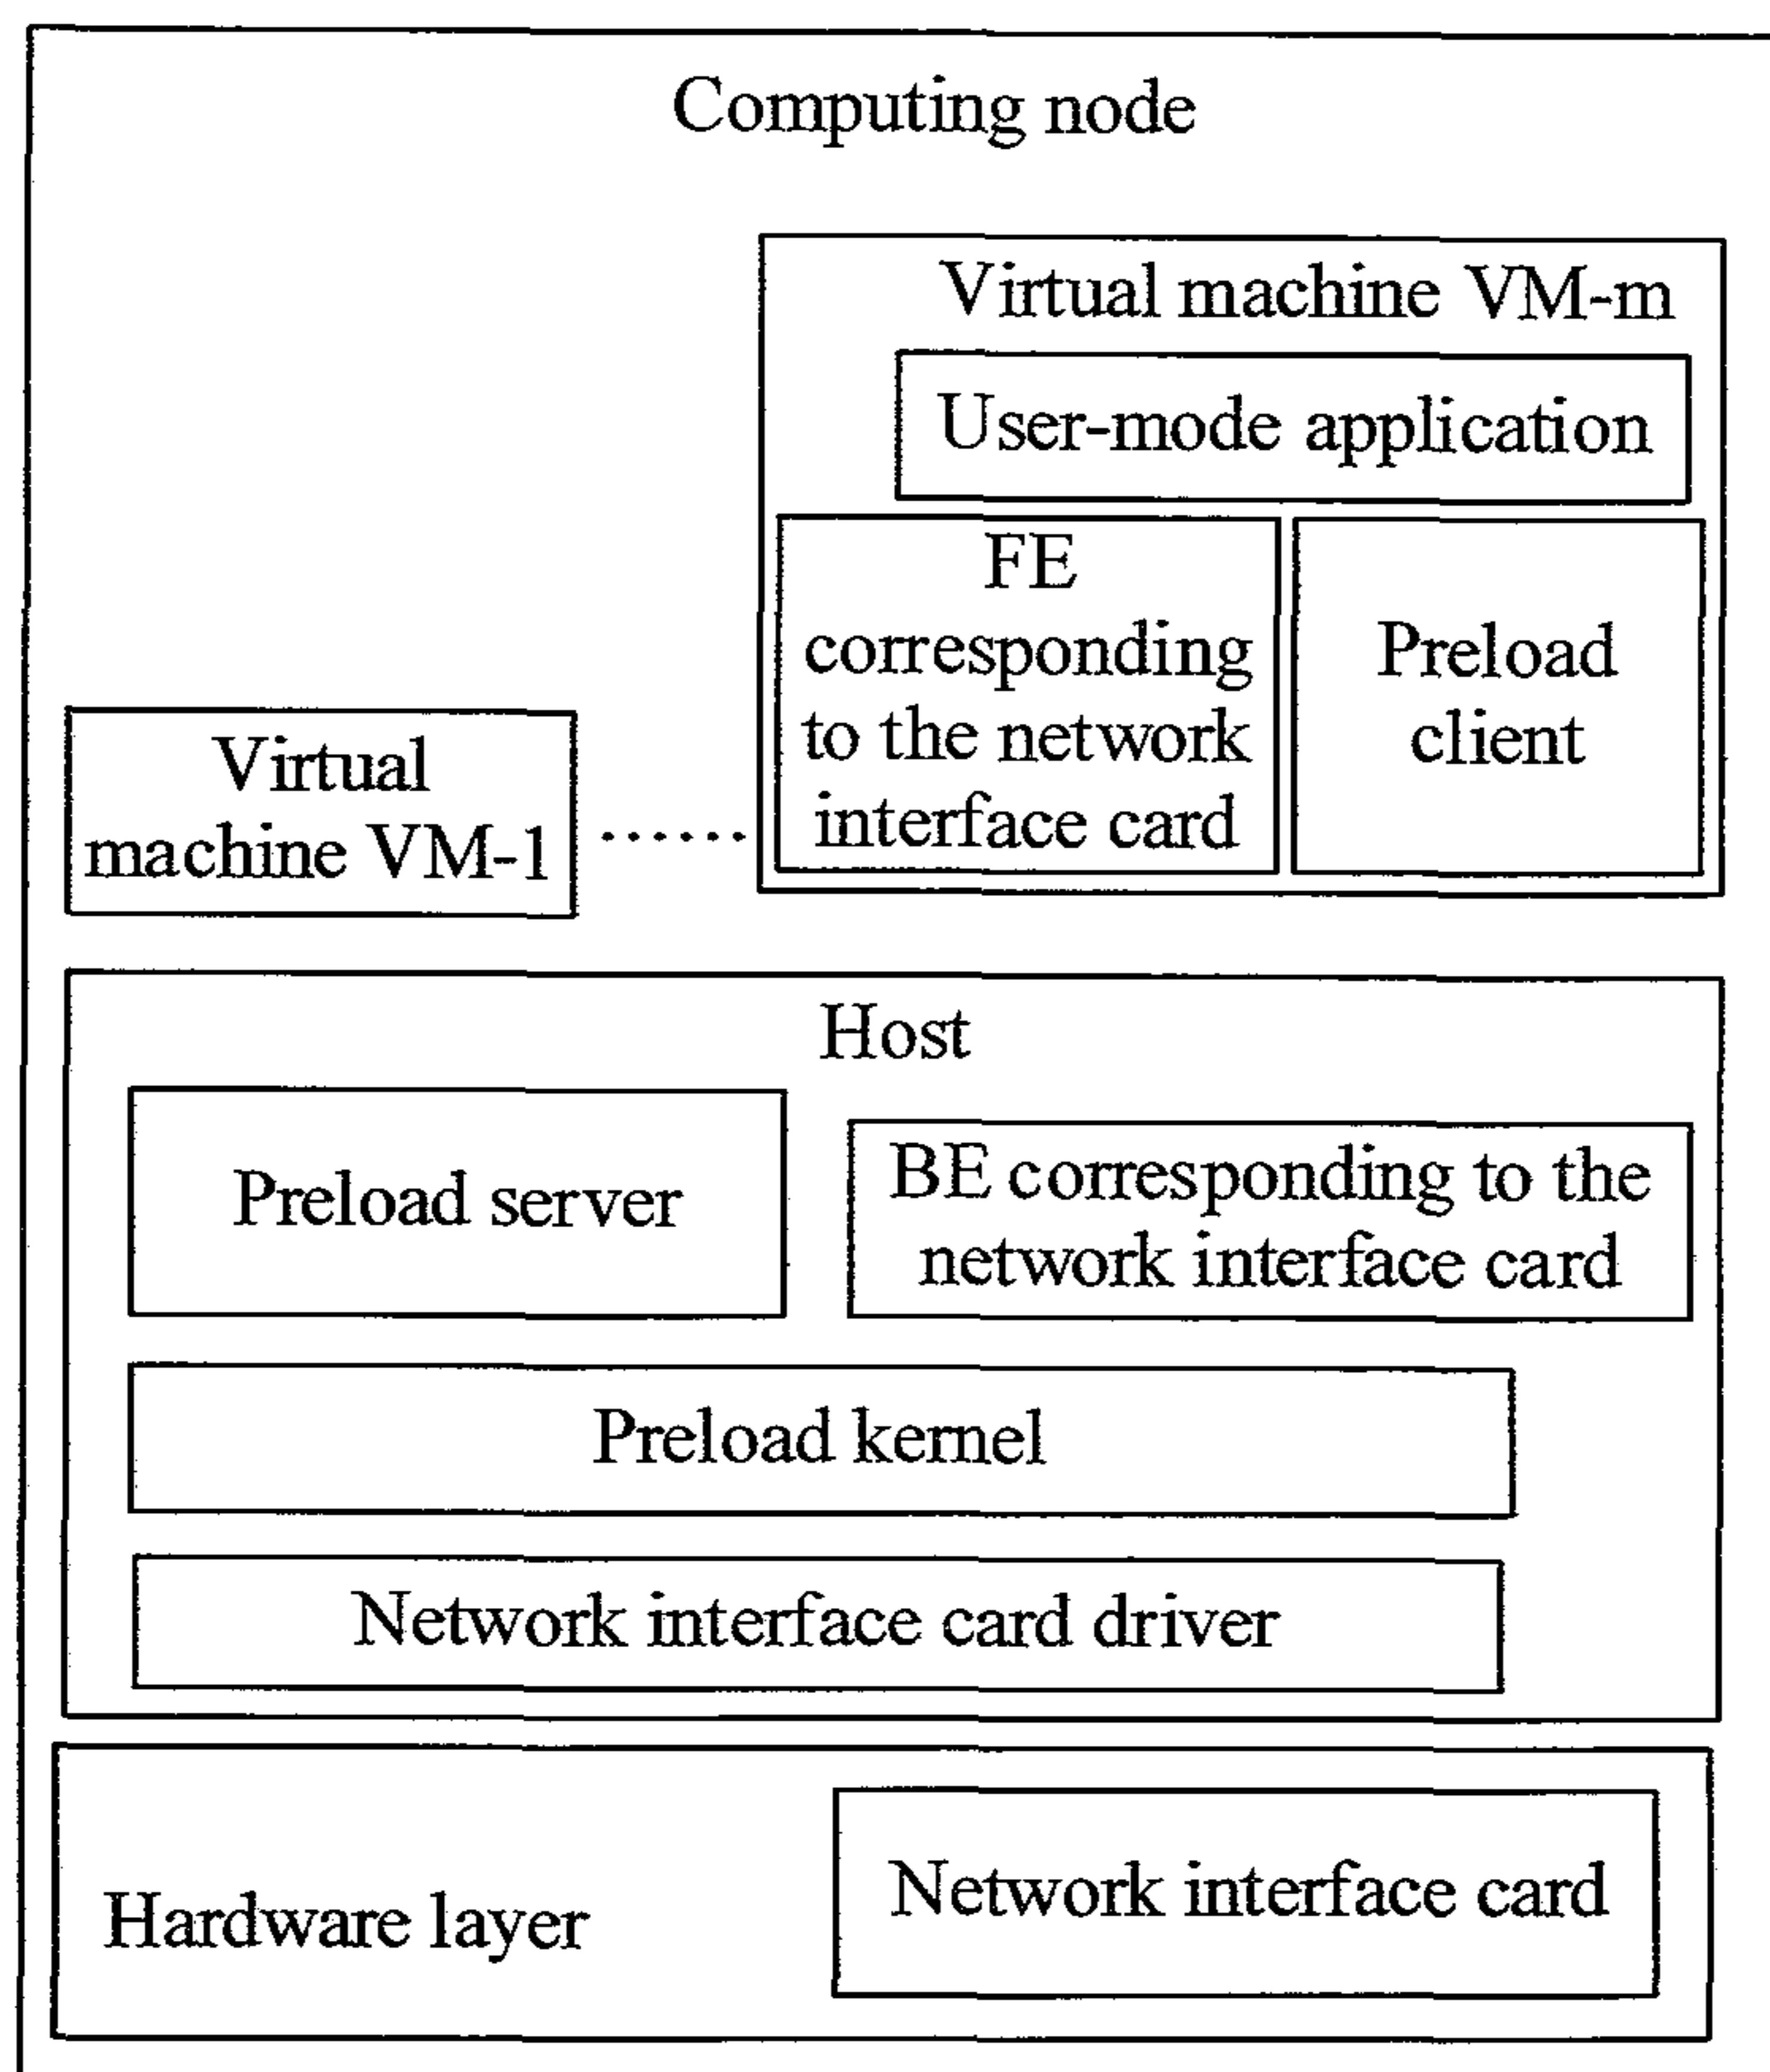 Computing node
Virtual machine VM-m
User-mode application
FE
corresponding
to the network
interface card
Preload
client
Virtual
machine VM-1
......
Host
Preload server
BE corresponding to the
network interface card
Preload kernel
Network interface card driver
Hardware layer
Network interface card